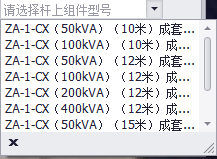 请选择杆上组件型号
ZA-1-CX（50kVA）（10米）成套...
ZA-1-CX（100kVA）（10米）成...
ZA-1-CX（50kVA）（12米）成套...
ZA-1-CX（100kVA）（12米）成...
ZA-1-CX（200kVA）（12米）成...
ZA-1-CX（400kVA）（12米）成...
ZA-1-CX（50kVA）（15米）成套...